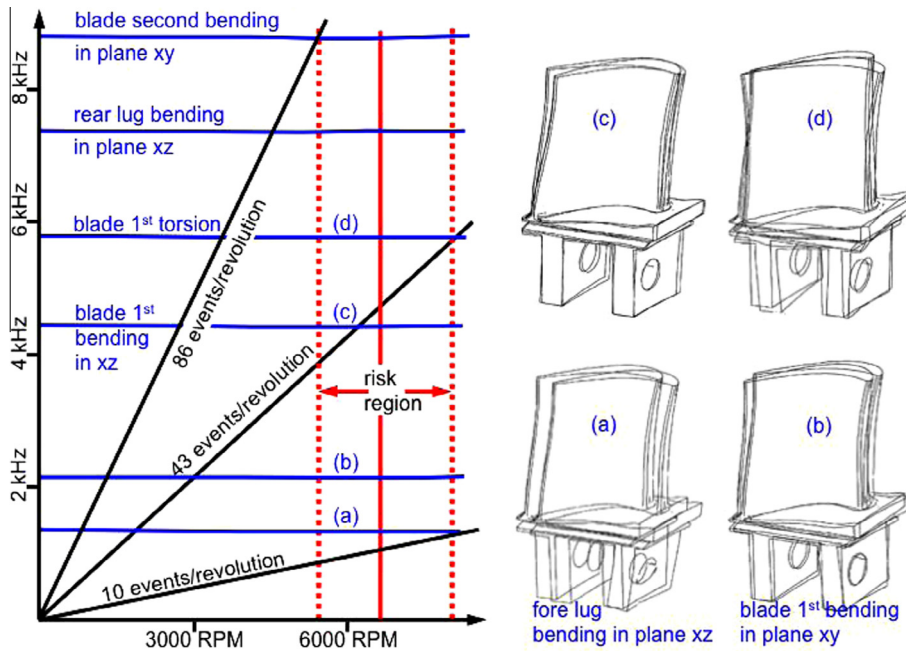 blade second bending
in plane xy
8 kHz
rear lug bending
in plane xz
6 kHz
blade 1st torsion
(d)
blade 1st
bending
in xz
(c)
4 kHz
86 events/revolution
43 events/revolution
risk
region
2 kHz
(b)
(a)
10 events/revolution
3000 RPM
6000 RPM
(c)
(d)
(a)
fore lug
bending in plane xz
(b)
blade 1st bending
in plane xy